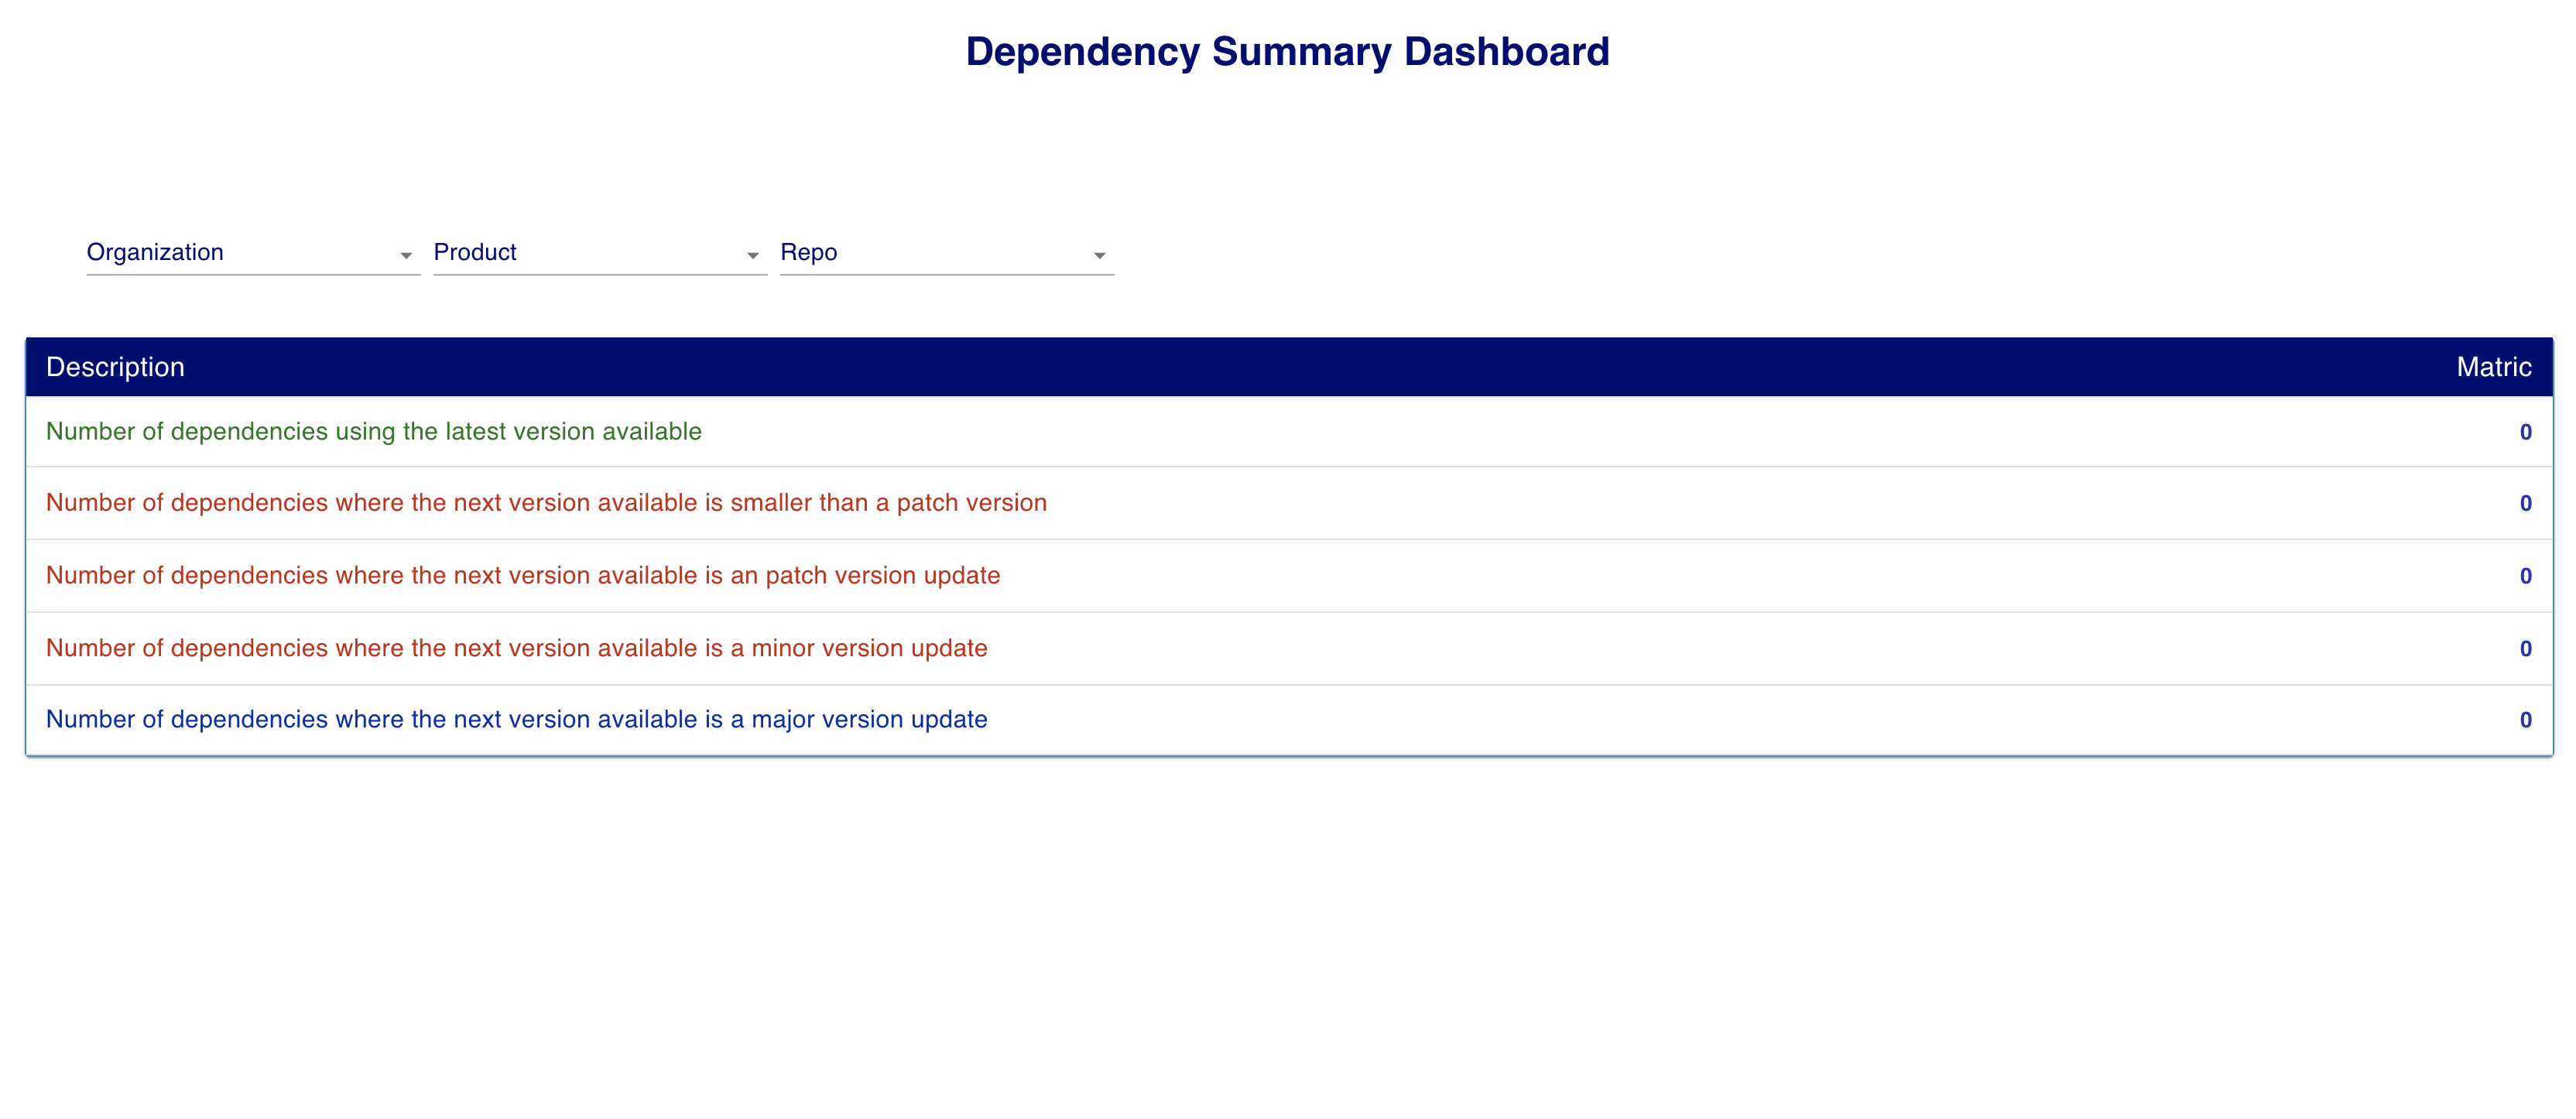 Dependency Summary Dashboard
Organization Product Repo
Description Matric
Number of dependencies using the latest version available 0
Number of dependencies where the next version available is smaller than a patch version 0
Number of dependencies where the next version available is an patch version update 0
Number of dependencies where the next version available is a minor version update 0
Number of dependencies where the next version available is a major version update 0